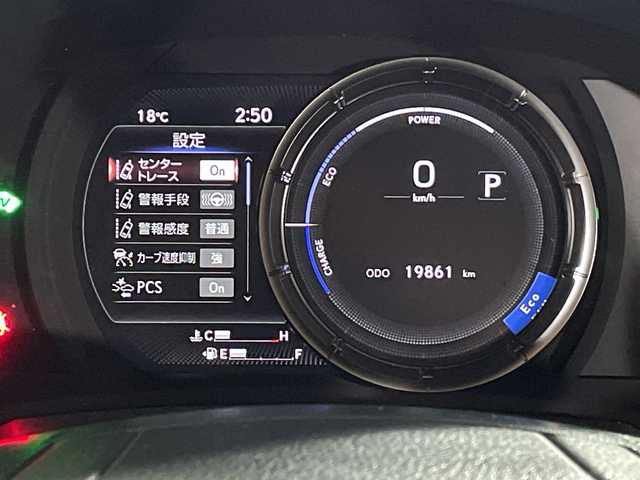 18℃ 2:50
設定
センター
トレース On
警報手段
警報感度 普通
カーブ速度抑制 強
PCS On
C H
E F
POWER
ECO
CHARGE
0
km/h
P
ODO 19861 km
Eco